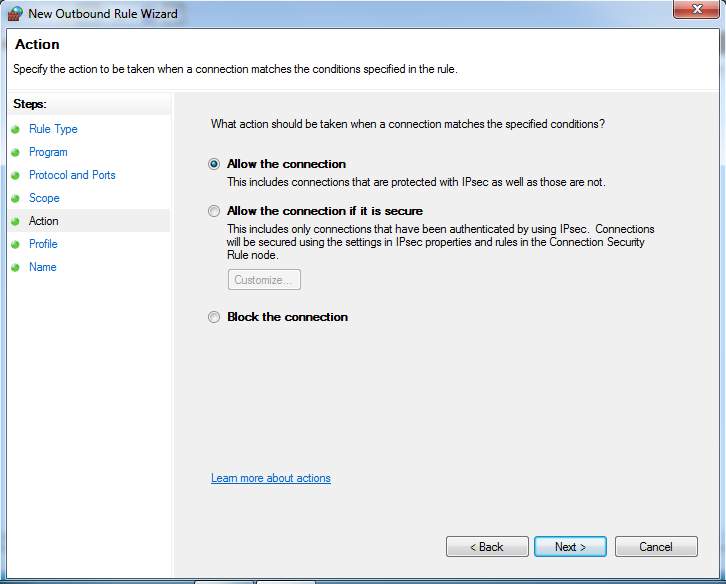 New Outbound Rule Wizard
Action
Specify the action to be taken when a connection matches the conditions specified in the rule.
Steps:
Rule Type
Program
Protocol and Ports
Scope
Action
Profile
Name
What action should be taken when a connection matches the specified conditions?
Allow the connection
This includes connections that are protected with IPsec as well as those are not.
Allow the connection if it is secure
This includes only connections that have been authenticated by using IPsec. Connections
will be secured using the settings in IPsec properties and rules in the Connection Security
Rule node.
Customize...
Block the connection
Learn more about actions
< Back
Next >
Cancel